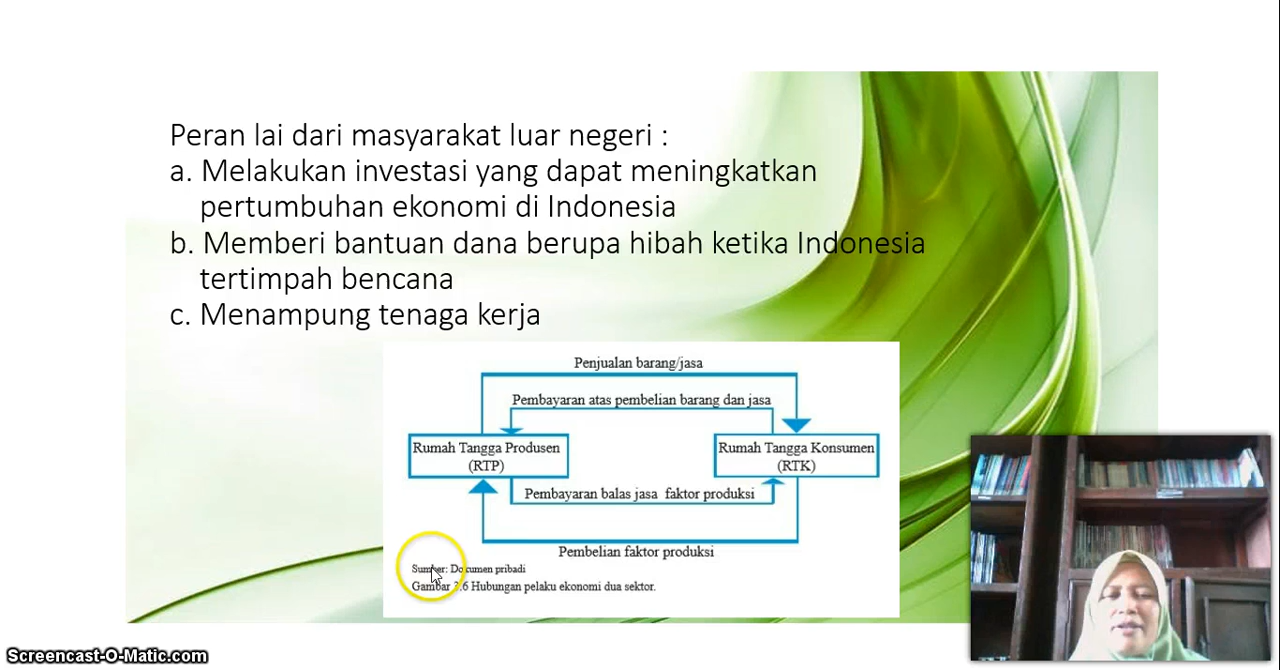 Peran lai dari masyarakat luar negeri :
a. Melakukan investasi yang dapat meningkatkan
pertumbuhan ekonomi di Indonesia
b. Memberi bantuan dana berupa hibah ketika Indonesia
tertimpah bencana
c. Menampung tenaga kerja
Penjualan barang/jasa
Pembayaran atas pembelian barang dan jasa
Rumah Tangga Produsen
(RTP)
Rumah Tangga Konsumen
(RTK)
Pembayaran balas jasa faktor produksi
Pembelian faktor produksi
Sumber: Dokumen pribadi
Gambar 3.6 Hubungan pelaku ekonomi dua sektor.
Screencast-O-Matic.com